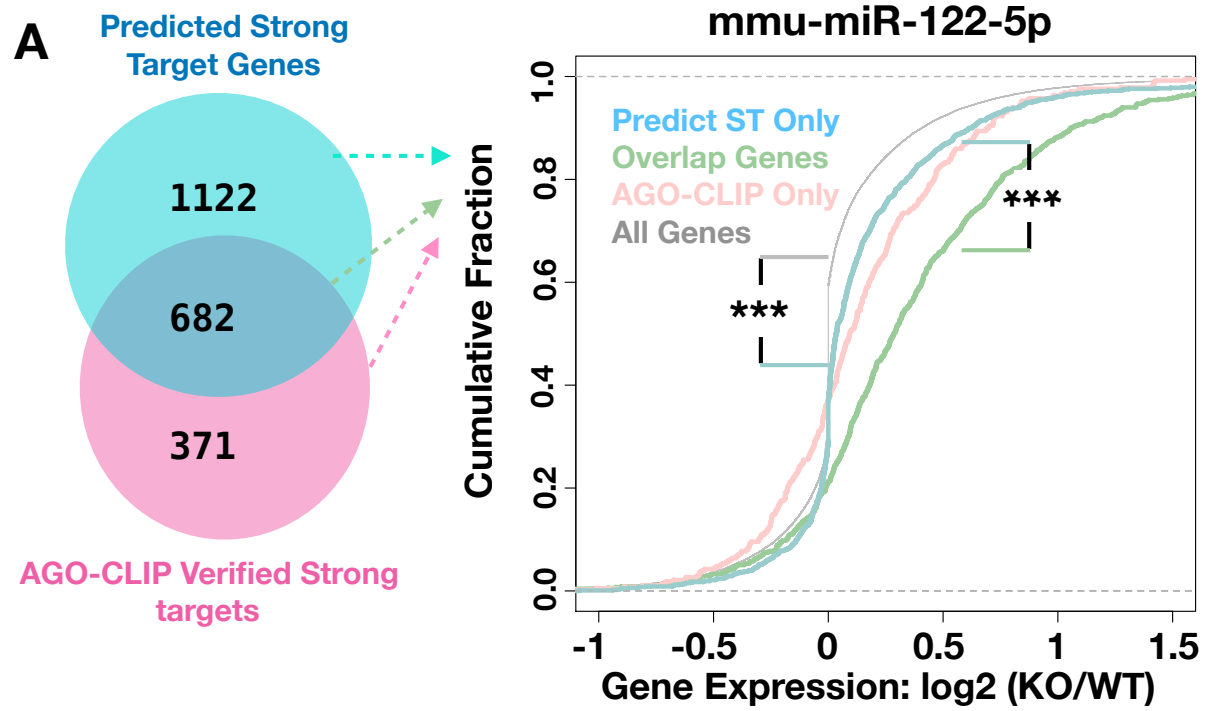 A
Predicted Strong
Target Genes
1122
682
371
AGO-CLIP Verified Strong
targets
mmu-miR-122-5p
Cumulative Fraction
1.0
0.8
0.6
0.4
0.2
0.0
Predict ST Only
Overlap Genes
AGO-CLIP Only
All Genes
***
***
-1
-0.5
0
0.5
1
1.5
Gene Expression: log2 (KO/WT)